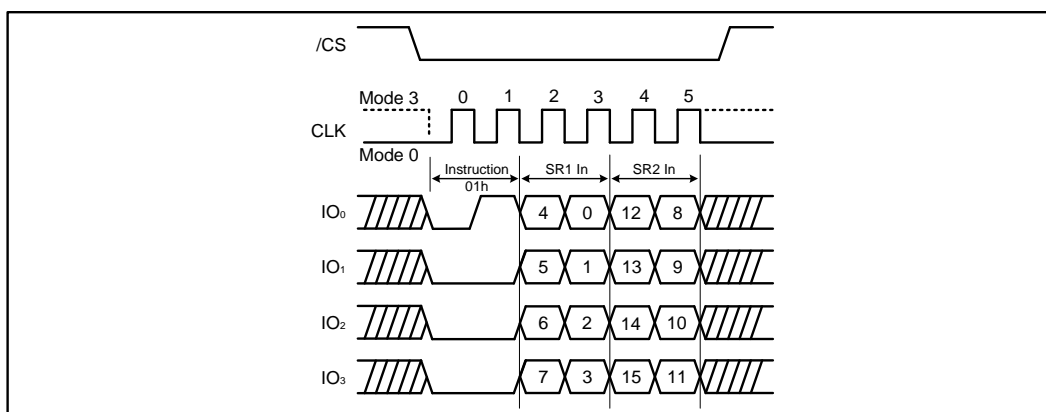 /CS
Mode 3 0 1 2 3 4 5
CLK
Mode 0
Instruction SR1 In SR2 In
01h
IO₀ 4 0 12 8
IO₁ 5 1 13 9
IO₂ 6 2 14 10
IO₃ 7 3 15 11